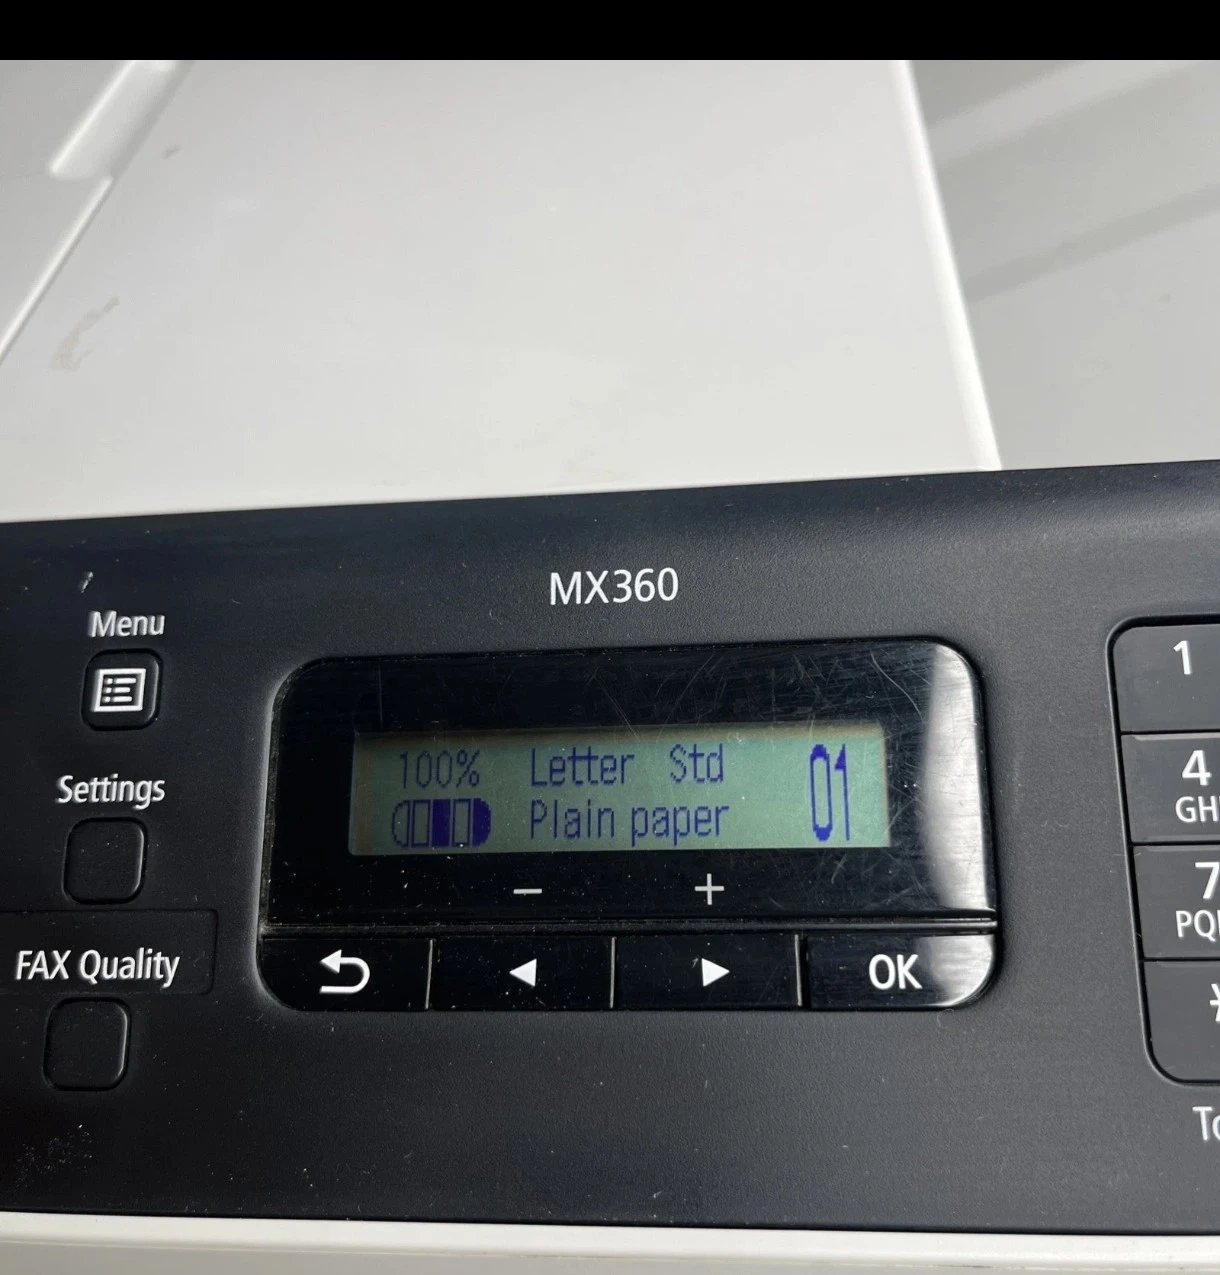 MX360
Menu
Settings
FAX Quality
100% Letter Std 01
Plain paper
− +
OK
1
4
GH
7
PQ